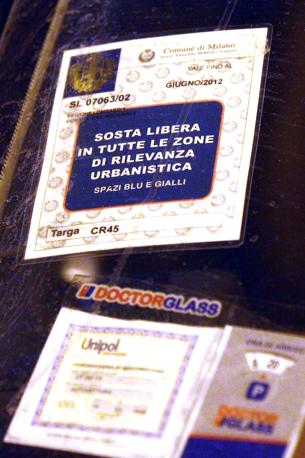 Comune di Milano
VALE FINO AL
GIUGNO/2012
SL 07063/02
SOSTA LIBERA
IN TUTTE LE ZONE
DI RILEVANZA
URBANISTICA
SPAZI BLU E GIALLI
Targa CR45
DOCTORGLASS
Unipol
P
DOCTOR
GLASS